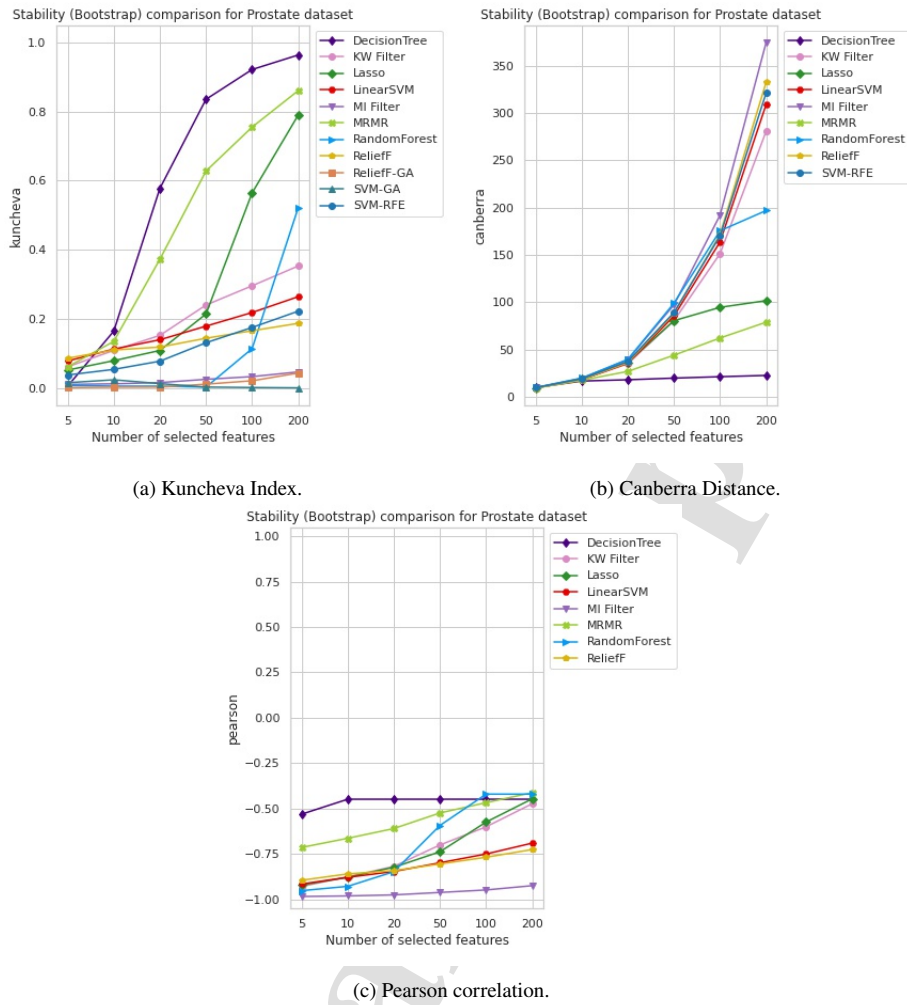 Stability (Bootstrap) comparison for Prostate dataset
1.0
0.8
0.6
0.4
0.2
0.0
kuncheva
5 10 20 50 100 200
Number of selected features
DecisionTree
KW Filter
Lasso
LinearSVM
MI Filter
MRMR
RandomForest
ReliefF
ReliefF-GA
SVM-GA
SVM-RFE
(a) Kuncheva Index.
Stability (Bootstrap) comparison for Prostate dataset
350
300
250
200
150
100
50
0
canberra
5 10 20 50 100 200
Number of selected features
DecisionTree
KW Filter
Lasso
LinearSVM
MI Filter
MRMR
RandomForest
ReliefF
SVM-RFE
(b) Canberra Distance.
Stability (Bootstrap) comparison for Prostate dataset
1.00
0.75
0.50
0.25
0.00
−0.25
−0.50
−0.75
−1.00
pearson
5 10 20 50 100 200
Number of selected features
DecisionTree
KW Filter
Lasso
LinearSVM
MI Filter
MRMR
RandomForest
ReliefF
(c) Pearson correlation.